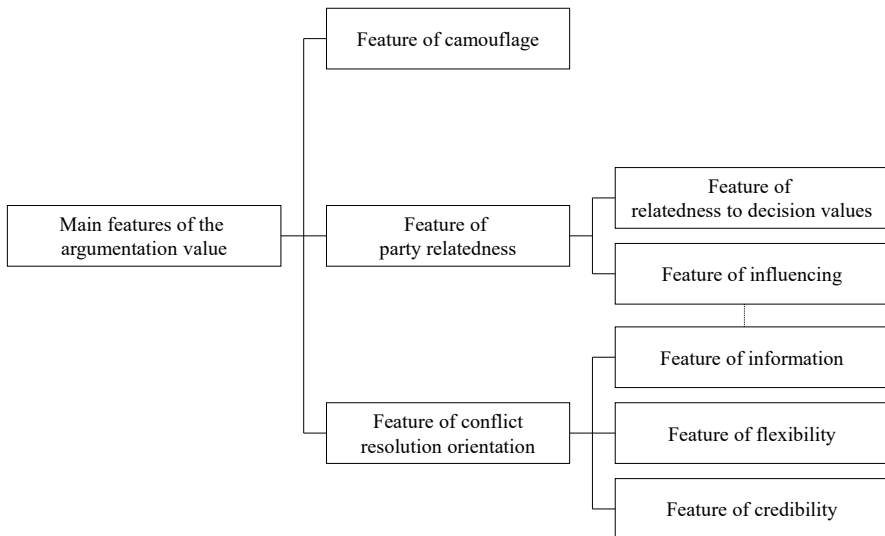 Feature of camouflage
Main features of the
argumentation value
Feature of
party relatedness
Feature of
relatedness to decision values
Feature of influencing
Feature of information
Feature of conflict
resolution orientation
Feature of flexibility
Feature of credibility